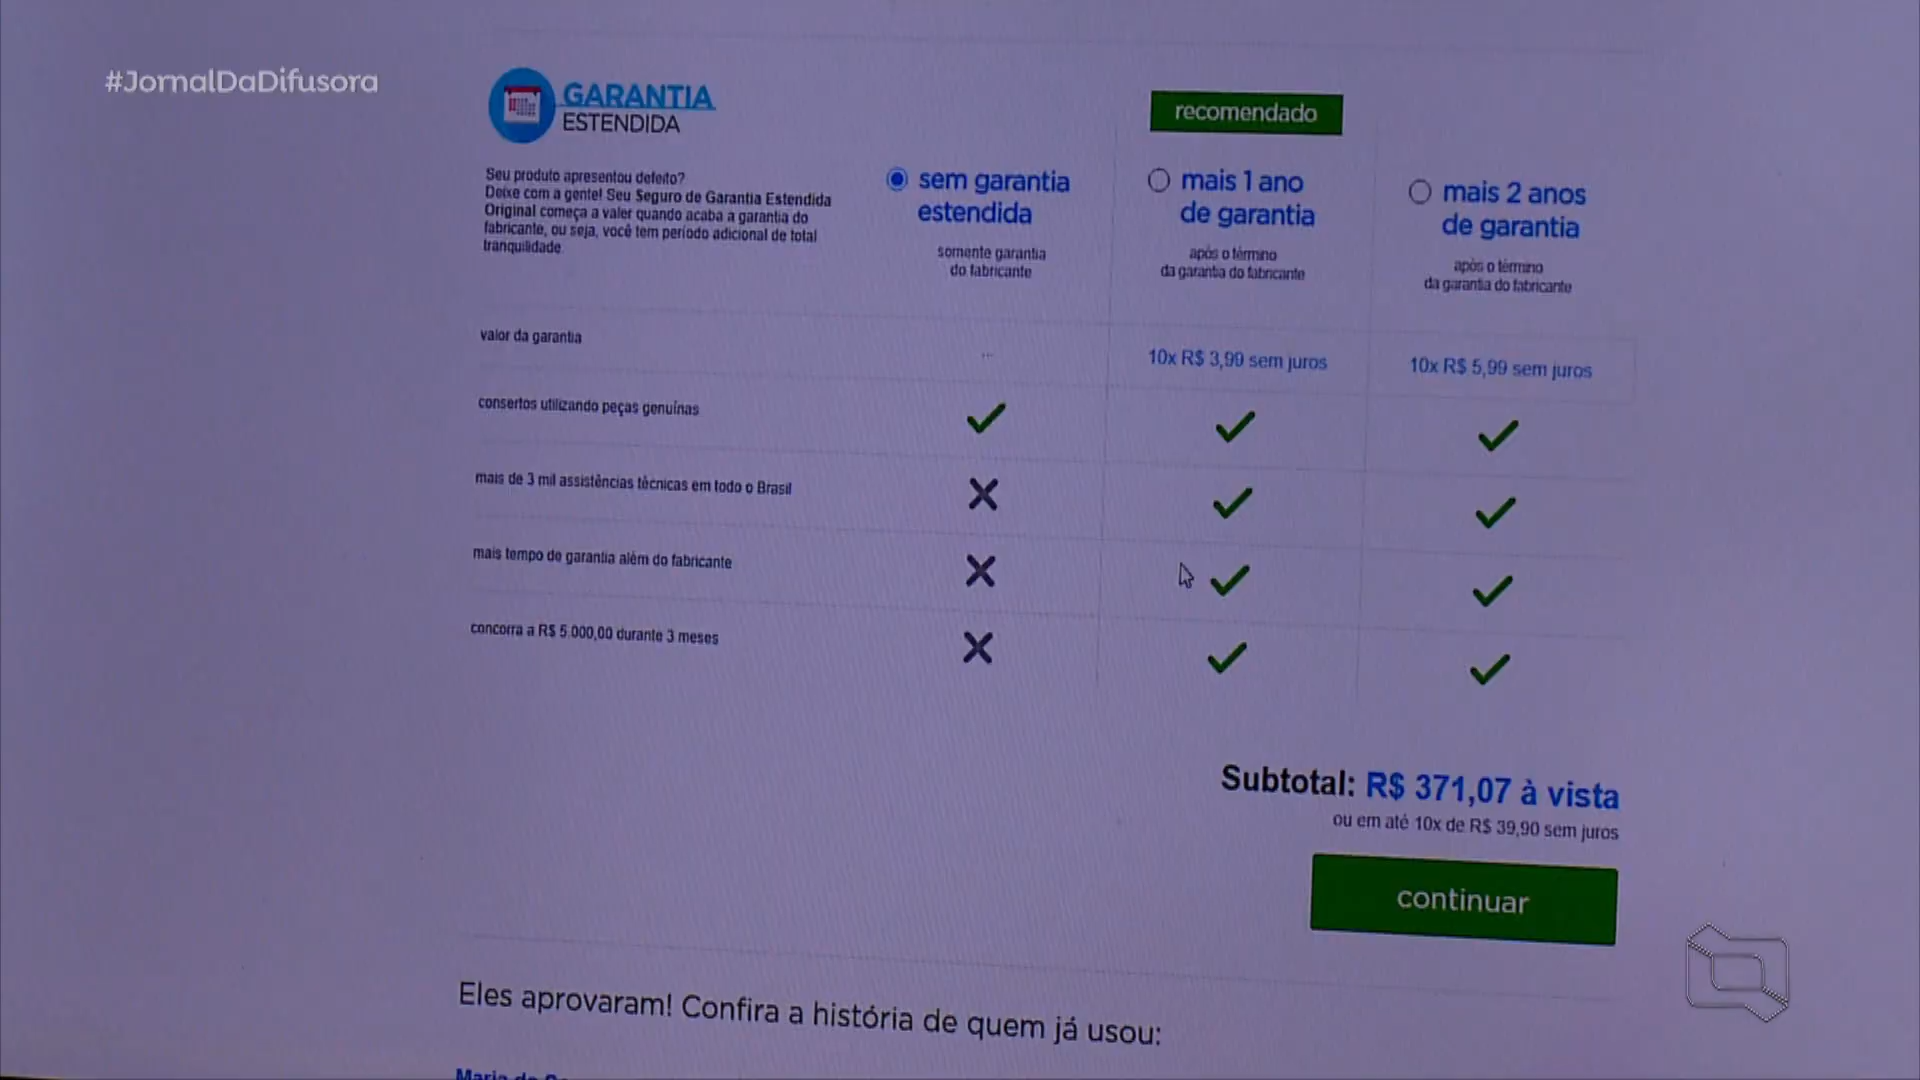 #JornalDaDifusora
GARANTIA
ESTENDIDA
recomendado
Seu produto apresentou defeito?
Deixe com a gente! Seu Seguro de Garantia Estendida
Original começa a valer quando acaba a garantia do
fabricante, ou seja, você tem período adicional de total
tranquilidade.
sem garantia
estendida
somente garantia
do fabricante
mais 1 ano
de garantia
após o término
da garantia do fabricante
mais 2 anos
de garantia
após o término
da garantia do fabricante
valor da garantia
...
10x R$ 3,99 sem juros
10x R$ 5,99 sem juros
consertos utilizando peças genuínas
mais de 3 mil assistências técnicas em todo o Brasil
mais tempo de garantia além do fabricante
concorra a R$ 5.000,00 durante 3 meses
Subtotal: R$ 371,07 à vista
ou em até 10x de R$ 39,90 sem juros
continuar
Eles aprovaram! Confira a história de quem já usou:
Maria